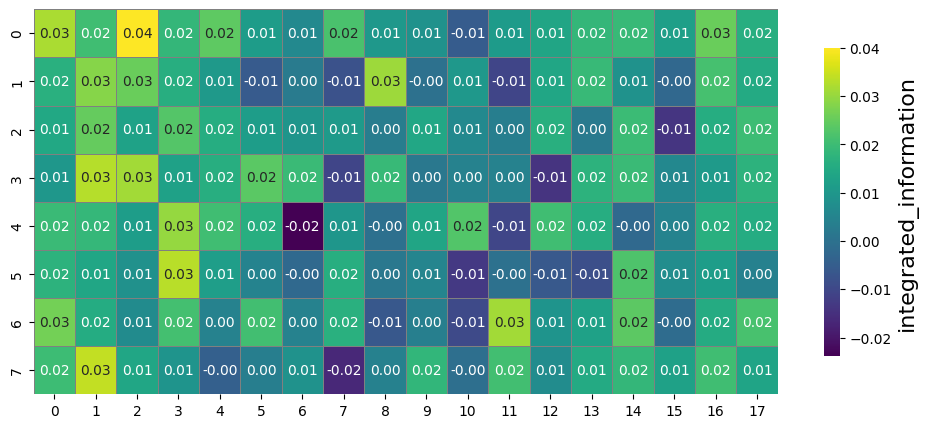 0 0.03 0.02 0.04 0.02 0.02 0.01 0.01 0.02 0.01 0.01 -0.01 0.01 0.01 0.02 0.02 0.01 0.03 0.02
1 0.02 0.03 0.03 0.02 0.01 -0.01 0.00 -0.01 0.03 -0.00 0.01 -0.01 0.01 0.02 0.01 -0.00 0.02 0.02
2 0.01 0.02 0.01 0.02 0.02 0.01 0.01 0.01 0.00 0.01 0.01 0.00 0.02 0.00 0.02 -0.01 0.02 0.02
3 0.01 0.03 0.03 0.01 0.02 0.02 0.02 -0.01 0.02 0.00 0.00 0.00 -0.01 0.02 0.02 0.01 0.01 0.02
4 0.02 0.02 0.01 0.03 0.02 0.02 -0.02 0.01 -0.00 0.01 0.02 -0.01 0.02 0.02 -0.00 0.00 0.02 0.02
5 0.02 0.01 0.01 0.03 0.01 0.00 -0.00 0.02 0.00 0.01 -0.01 -0.00 -0.01 -0.01 0.02 0.01 0.01 0.00
6 0.03 0.02 0.01 0.02 0.00 0.02 0.00 0.02 -0.01 0.00 -0.01 0.03 0.01 0.01 0.02 -0.00 0.02 0.02
7 0.02 0.03 0.01 0.01 -0.00 0.00 0.01 -0.02 0.00 0.02 -0.00 0.02 0.01 0.01 0.02 0.01 0.02 0.01
0 1 2 3 4 5 6 7 8 9 10 11 12 13 14 15 16 17
0.04
0.03
0.02
0.01
0.00
−0.01
−0.02
integrated_information